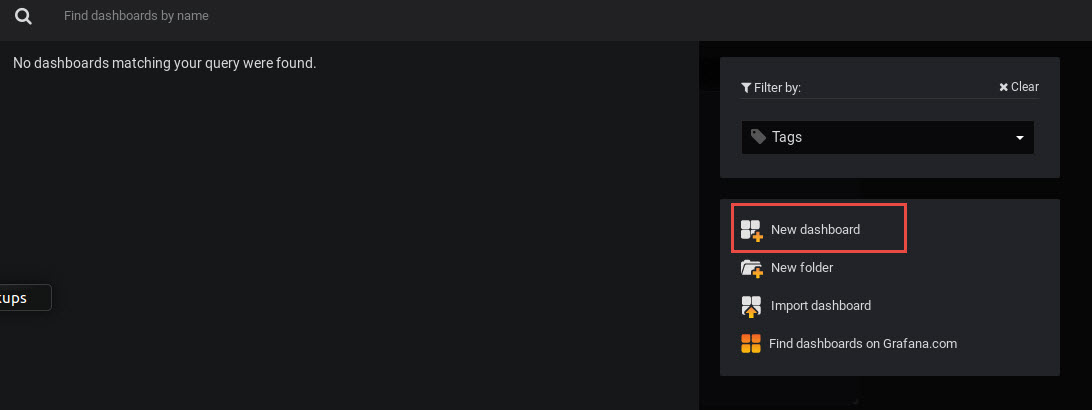 Find dashboards by name
No dashboards matching your query were found.
Filter by:
Clear
Tags
New dashboard
New folder
Import dashboard
Find dashboards on Grafana.com
kups